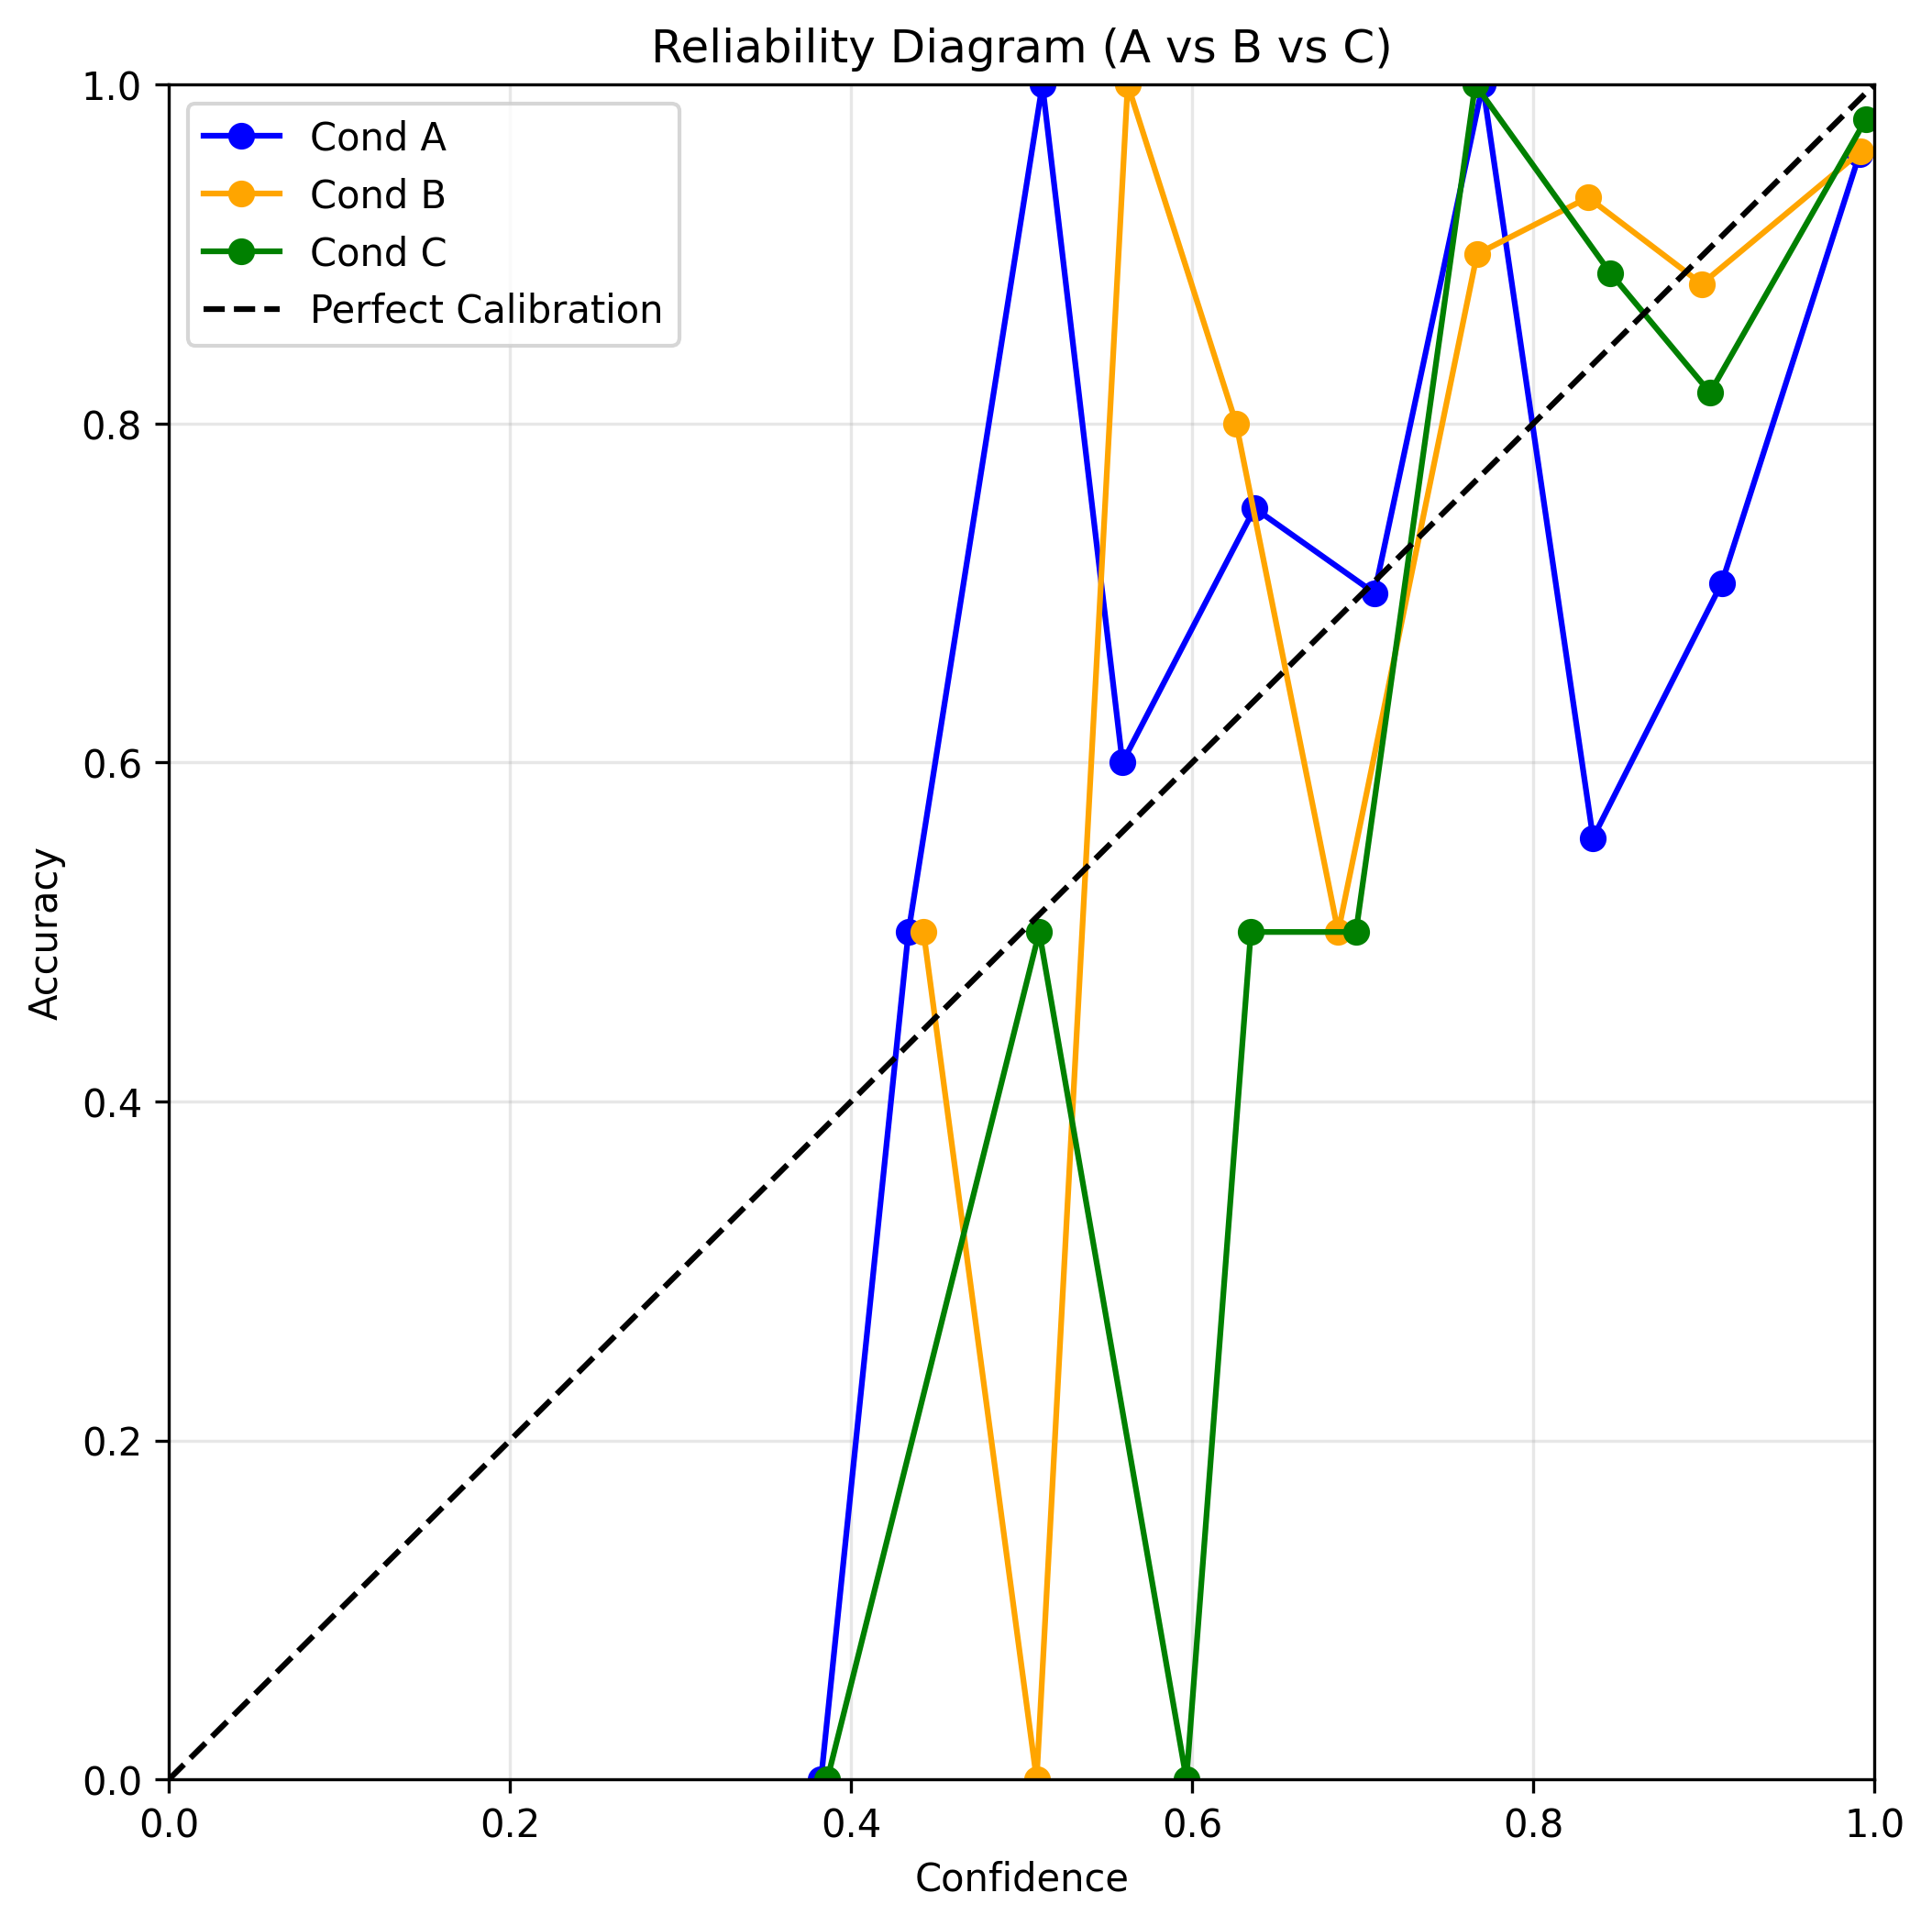 Reliability Diagram (A vs B vs C)
Cond A
Cond B
Cond C
Perfect Calibration
1.0
0.8
0.6
0.4
0.2
0.0
Accuracy
0.0 0.2 0.4 0.6 0.8 1.0
Confidence